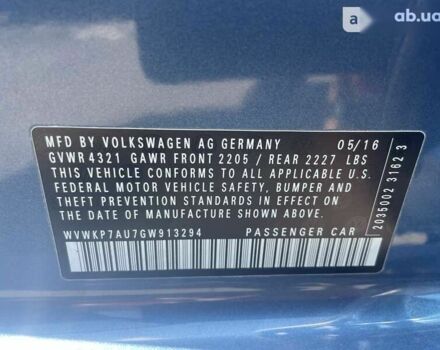 ab.ua
MFD BY VOLKSWAGEN AG GERMANY 05/16
GVWR 4321 GAWR FRONT 2205 / REAR 2227 LBS
THIS VEHICLE CONFORMS TO ALL APPLICABLE
FEDERAL MOTOR VEHICLE SAFETY, BUMPER AND
THEFT PREVENTION STANDARDS IN EFFECT ON
THE DATE OF MANUFACTURE SHOWN ABOVE.
WVWKP7AU7GW913294 PASSENGER CAR
2035002 3162 3